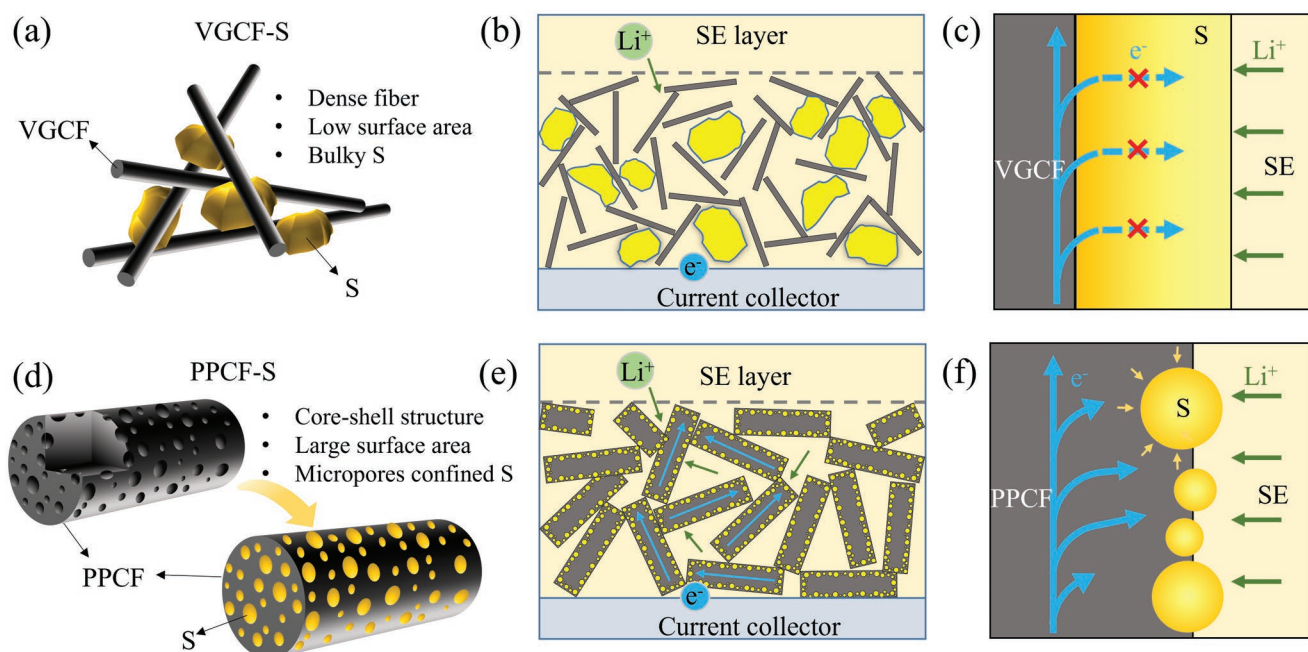 (a)
VGCF-S
VGCF
• Dense fiber
• Low surface area
• Bulky S
S
(b)
SE layer
Li⁺
e⁻
Current collector
(c)
S
e⁻
Li⁺
VGCF
SE
(d)
PPCF-S
• Core-shell structure
• Large surface area
• Micropores confined S
PPCF
S
(e)
SE layer
Li⁺
e⁻
Current collector
(f)
e⁻
S
Li⁺
PPCF
SE